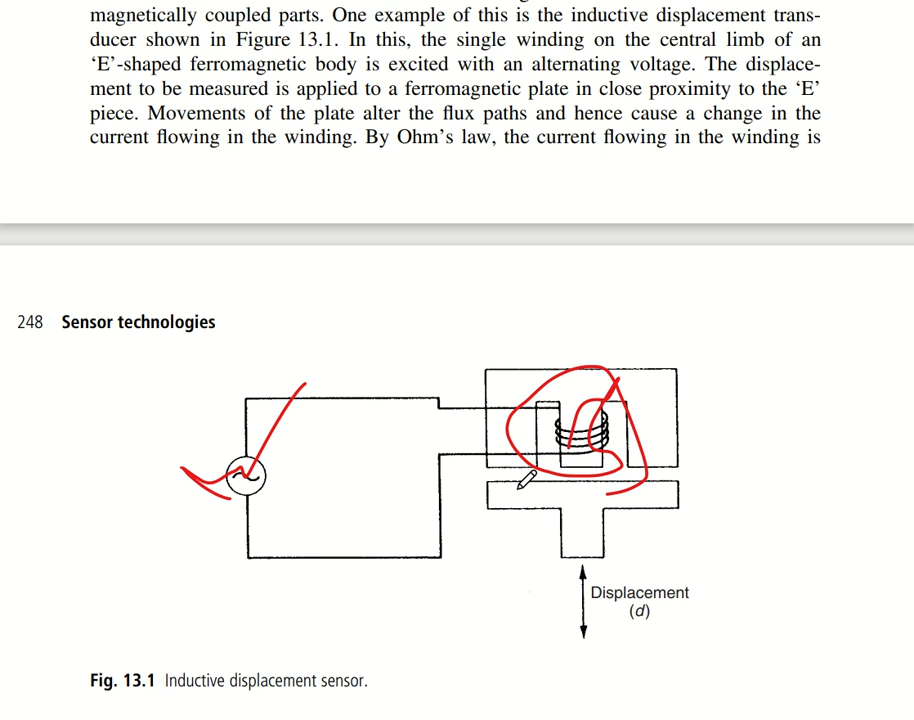 magnetically coupled parts. One example of this is the inductive displacement trans-
ducer shown in Figure 13.1. In this, the single winding on the central limb of an
‘E’-shaped ferromagnetic body is excited with an alternating voltage. The displace-
ment to be measured is applied to a ferromagnetic plate in close proximity to the ‘E’
piece. Movements of the plate alter the flux paths and hence cause a change in the
current flowing in the winding. By Ohm’s law, the current flowing in the winding is
248 Sensor technologies
Displacement
(d)
Fig. 13.1 Inductive displacement sensor.